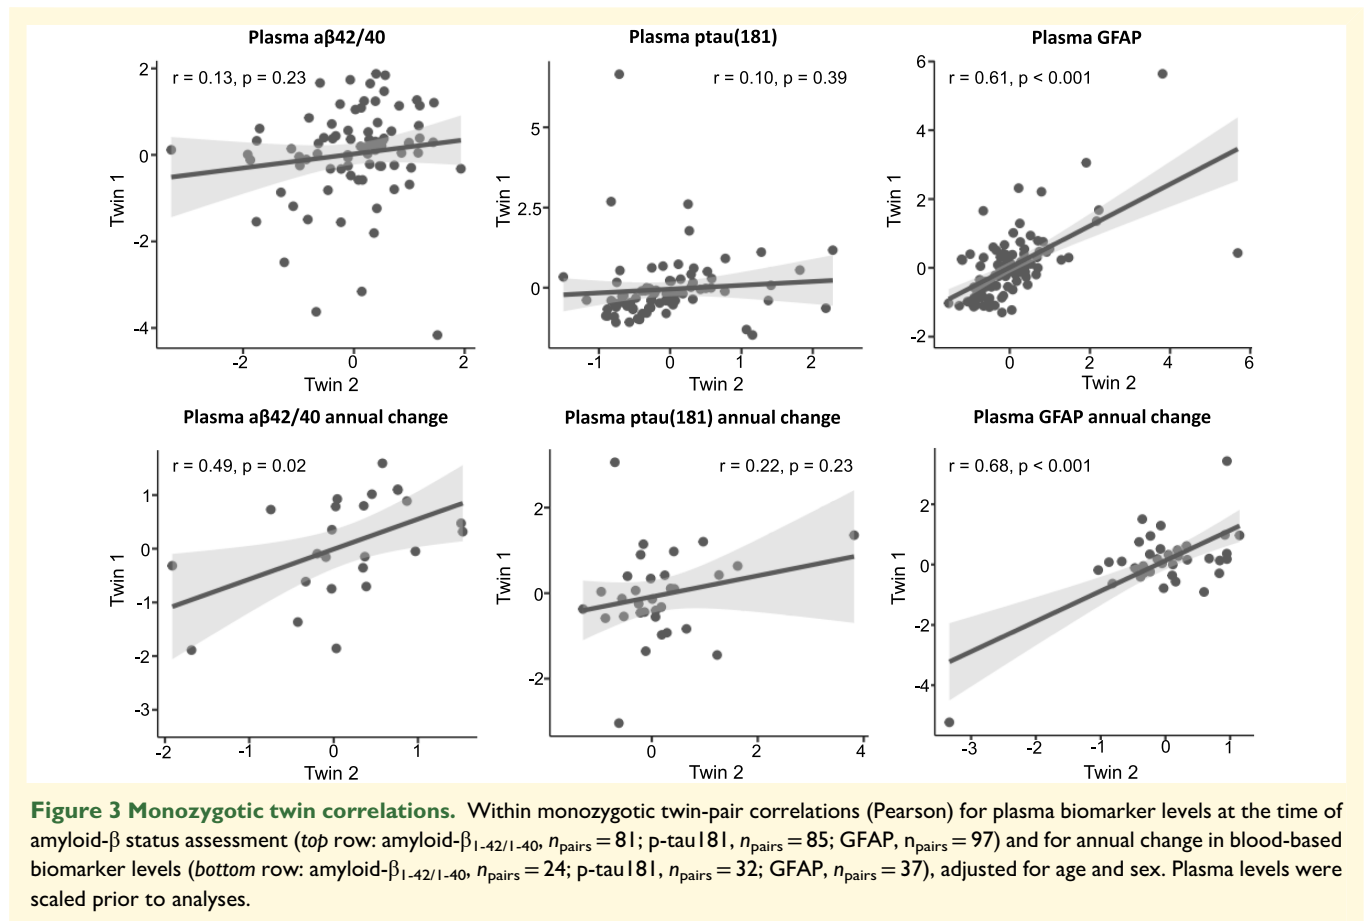 Plasma aβ42/40
r = 0.13, p = 0.23
Twin 1
2
0
-2
-4
-2
0
2
Twin 2
Plasma ptau(181)
r = 0.10, p = 0.39
Twin 1
5
2.5
0
-1
0
1
2
Twin 2
Plasma GFAP
r = 0.61, p < 0.001
Twin 1
6
4
2
0
-2
0
2
4
6
Twin 2
Plasma aβ42/40 annual change
r = 0.49, p = 0.02
Twin 1
1
0
-1
-2
-3
-2
-1
0
1
Twin 2
Plasma ptau(181) annual change
r = 0.22, p = 0.23
Twin 1
2
0
-2
0
2
4
Twin 2
Plasma GFAP annual change
r = 0.68, p < 0.001
Twin 1
2
0
-2
-4
-3
-2
-1
0
1
Twin 2
Figure 3 Monozygotic twin correlations. Within monozygotic twin-pair correlations (Pearson) for plasma biomarker levels at the time of
amyloid-β status assessment (top row: amyloid-β1-42/1-40, npairs = 81; p-tau181, npairs = 85; GFAP, npairs = 97) and for annual change in blood-based
biomarker levels (bottom row: amyloid-β1-42/1-40, npairs = 24; p-tau181, npairs = 32; GFAP, npairs = 37), adjusted for age and sex. Plasma levels were
scaled prior to analyses.